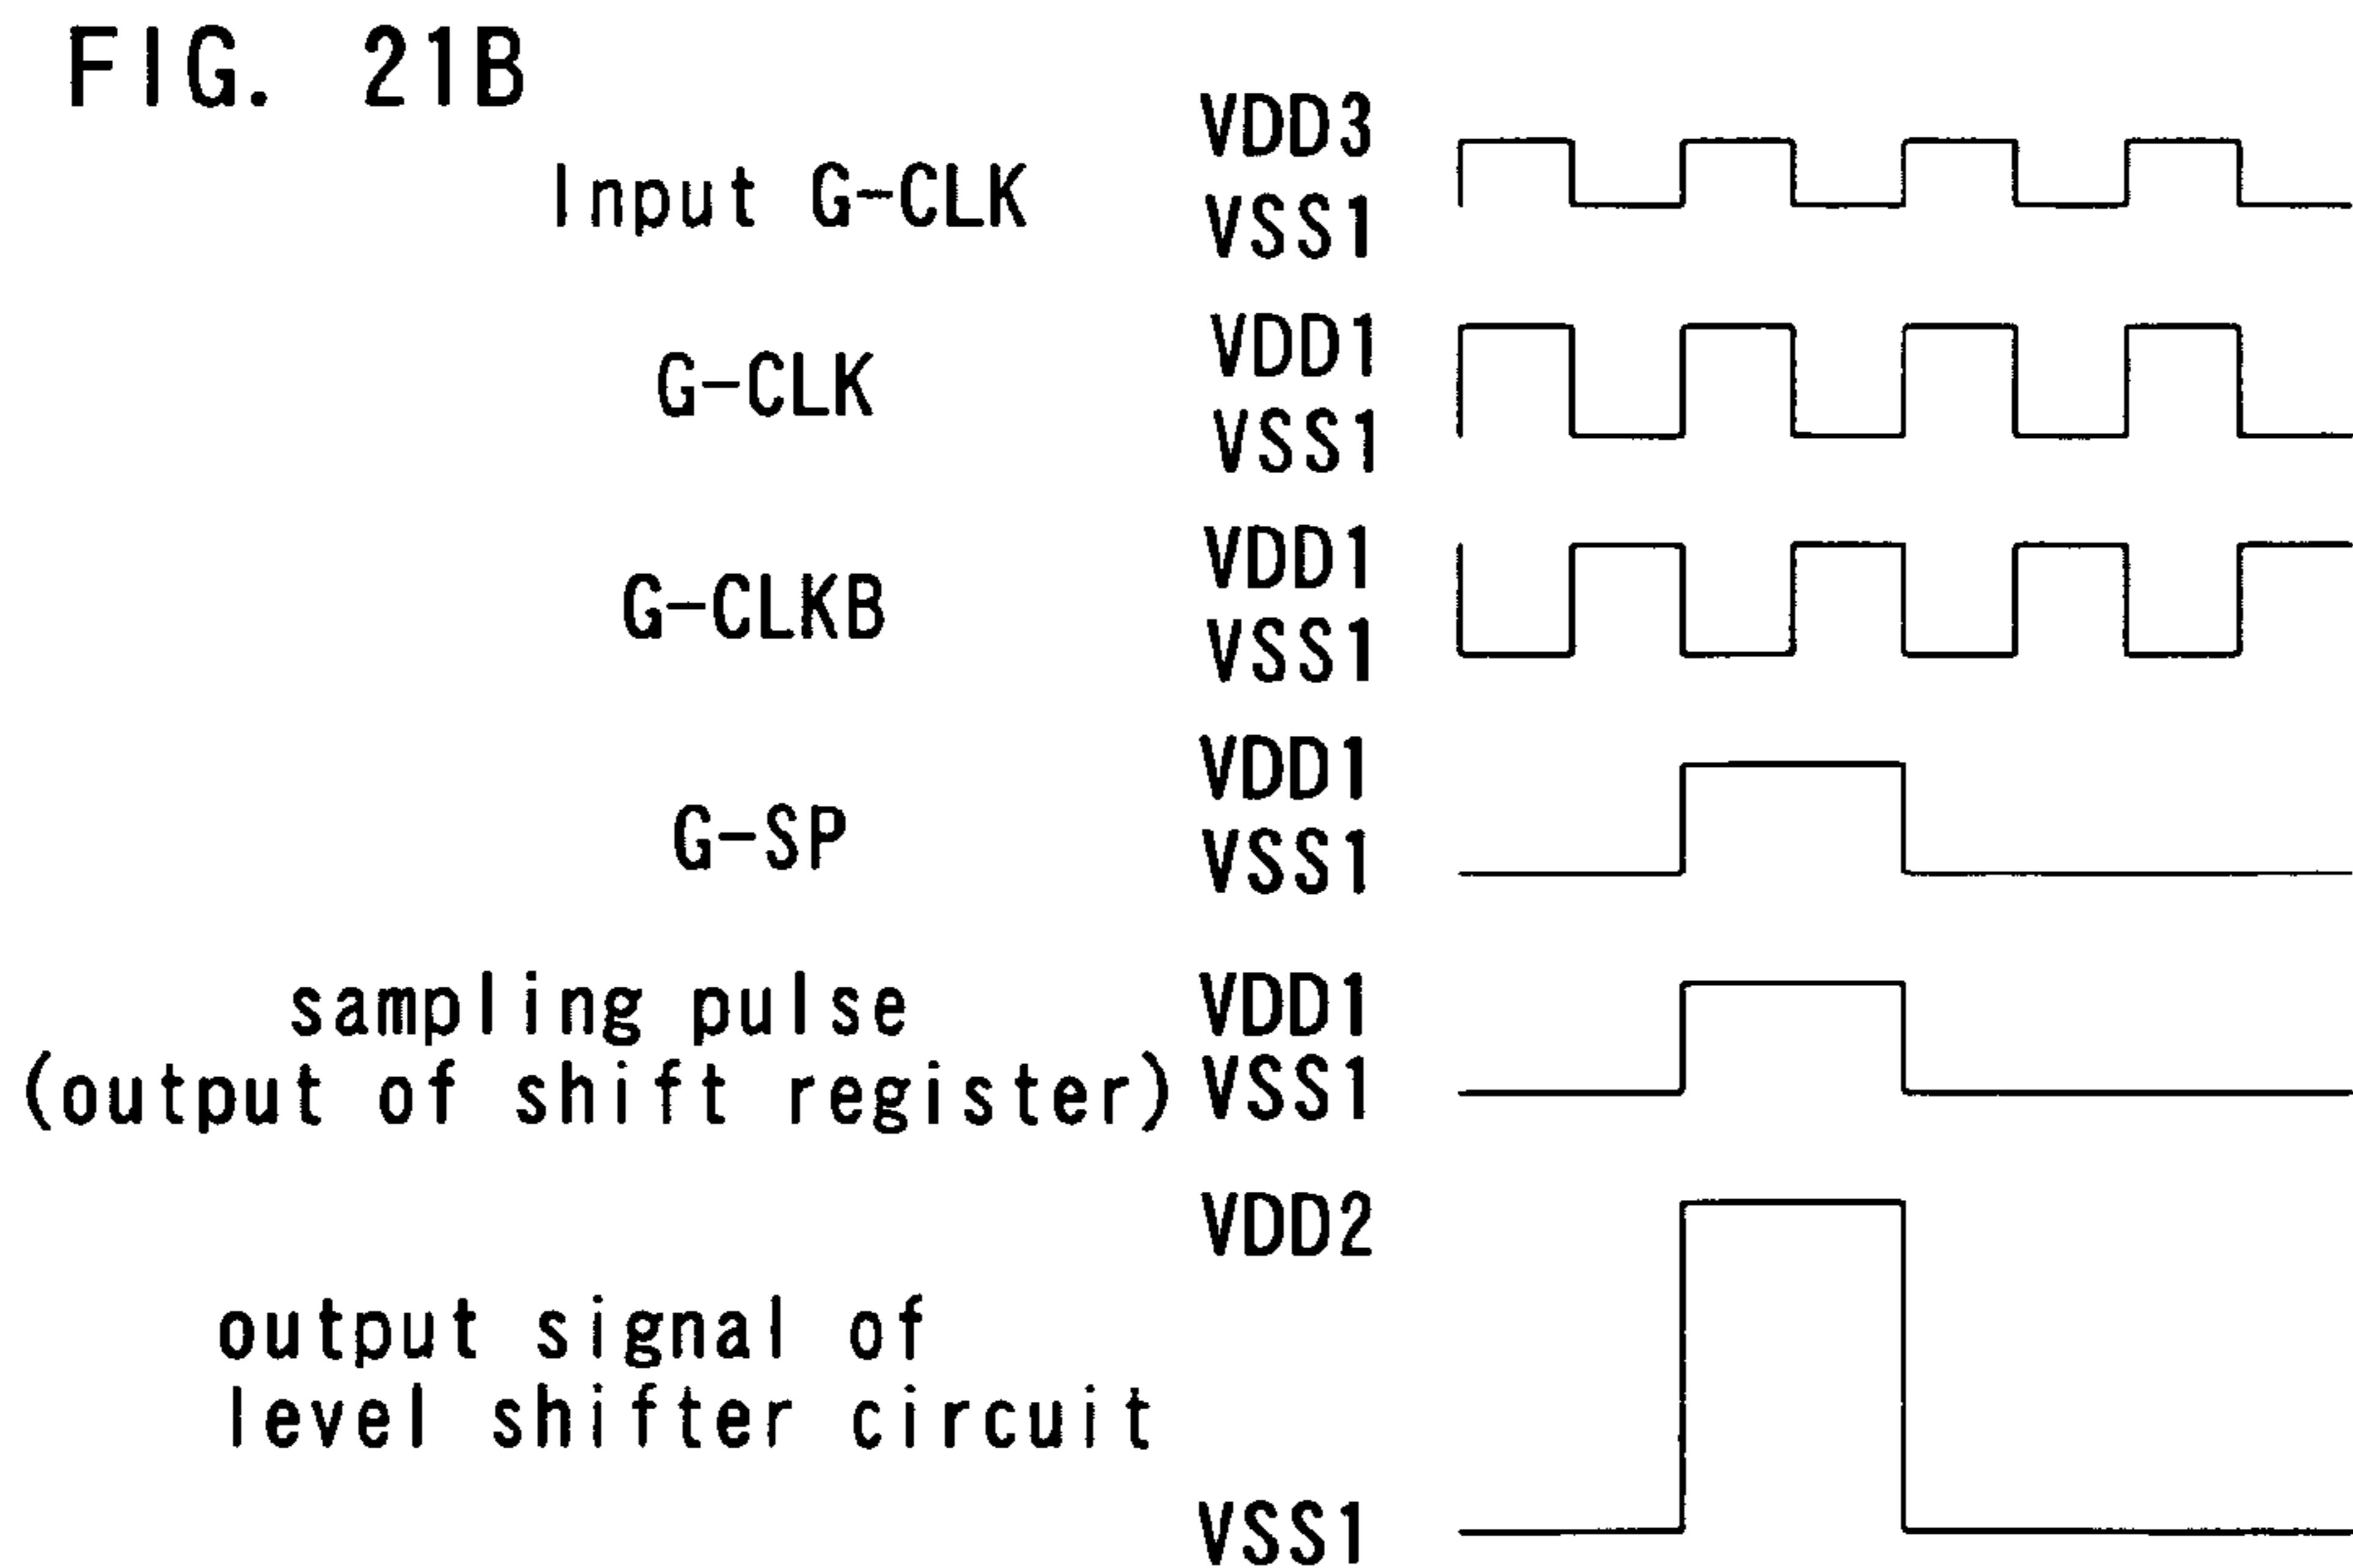 FIG. 21B
VDD3
Input G-CLK
VSS1
VDD1
G-CLK
VSS1
VDD1
G-CLKB
VSS1
VDD1
G-SP
VSS1
sampling pulse VDD1
(output of shift register) VSS1
VDD2
output signal of
level shifter circuit
VSS1